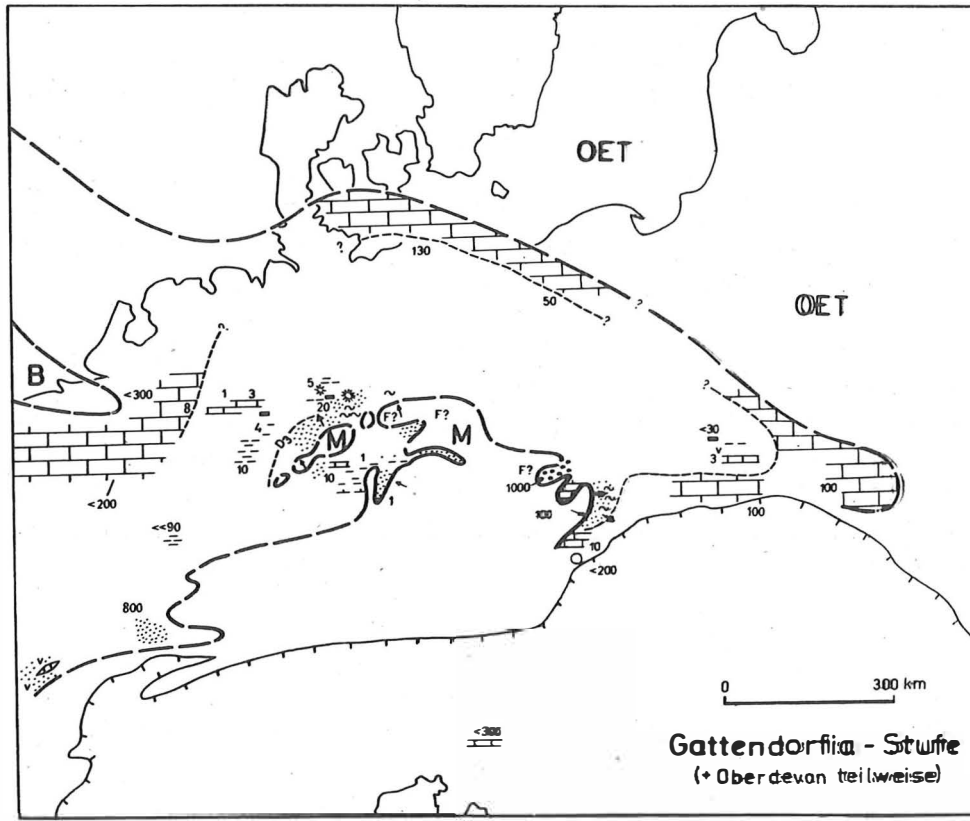 OET
?
130
50
?
?
OET
B
<300
8
1 3
4
10
5
20
D3
M
F?
F?
M
?
<30
v
3
10
1
1
F?
1000
100
10
<200
100
100
<200
<<90
800
v
v
0 300 km
<300
Gattendorfia - Stufe
(+ Oberdevon teilweise)